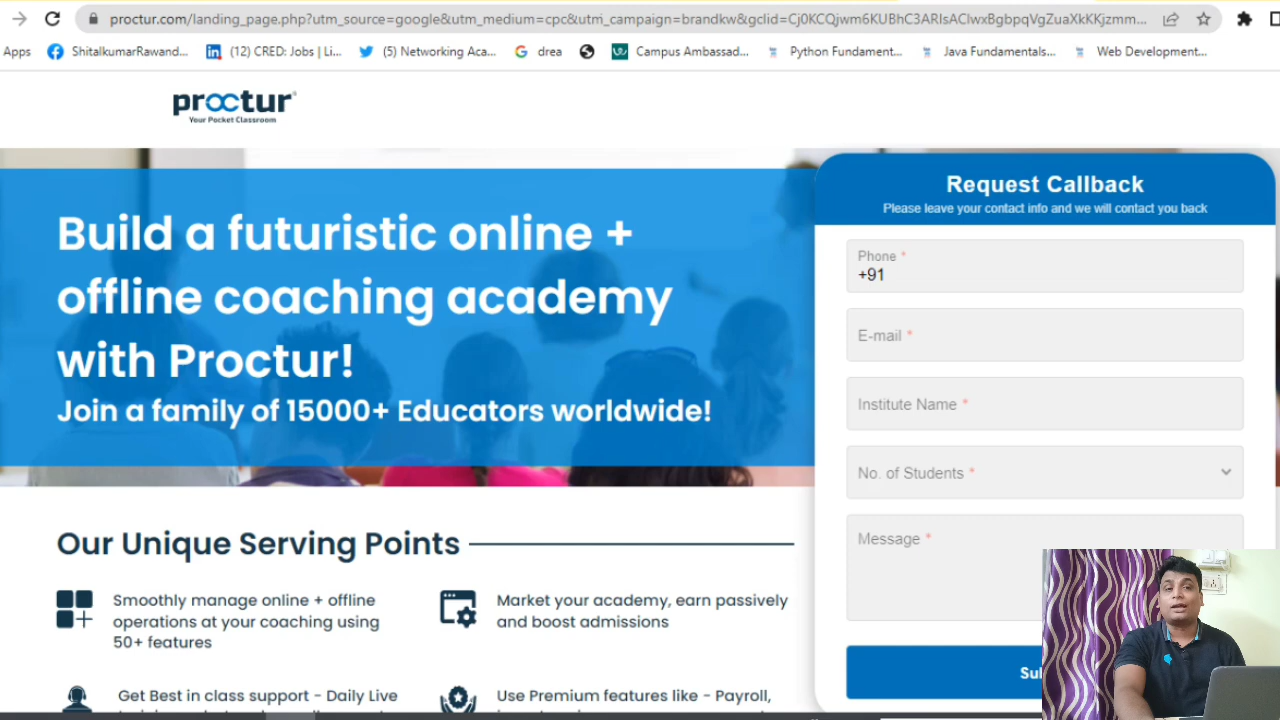 proctur.com/landing_page.php?utm_source=google&utm_medium=cpc&utm_campaign=brandkw&gclid=Cj0KCQjwm6KUBhC3ARIsACIwxBgbpqVgZuaXkKKjzmm...
Apps ShitalkumarRawand... (12) CRED: Jobs | Li... (5) Networking Aca... drea Campus Ambassad... Python Fundament... Java Fundamentals... Web Development...
proctur
Your Pocket Classroom
Build a futuristic online +
offline coaching academy
with Proctur!
Join a family of 15000+ Educators worldwide!
Request Callback
Please leave your contact info and we will contact you back
Phone *
+91
E-mail *
Institute Name *
No. of Students *
Message *
Su
Our Unique Serving Points
Smoothly manage online + offline
operations at your coaching using
50+ features
Market your academy, earn passively
and boost admissions
Get Best in class support - Daily Live
Use Premium features like - Payroll,